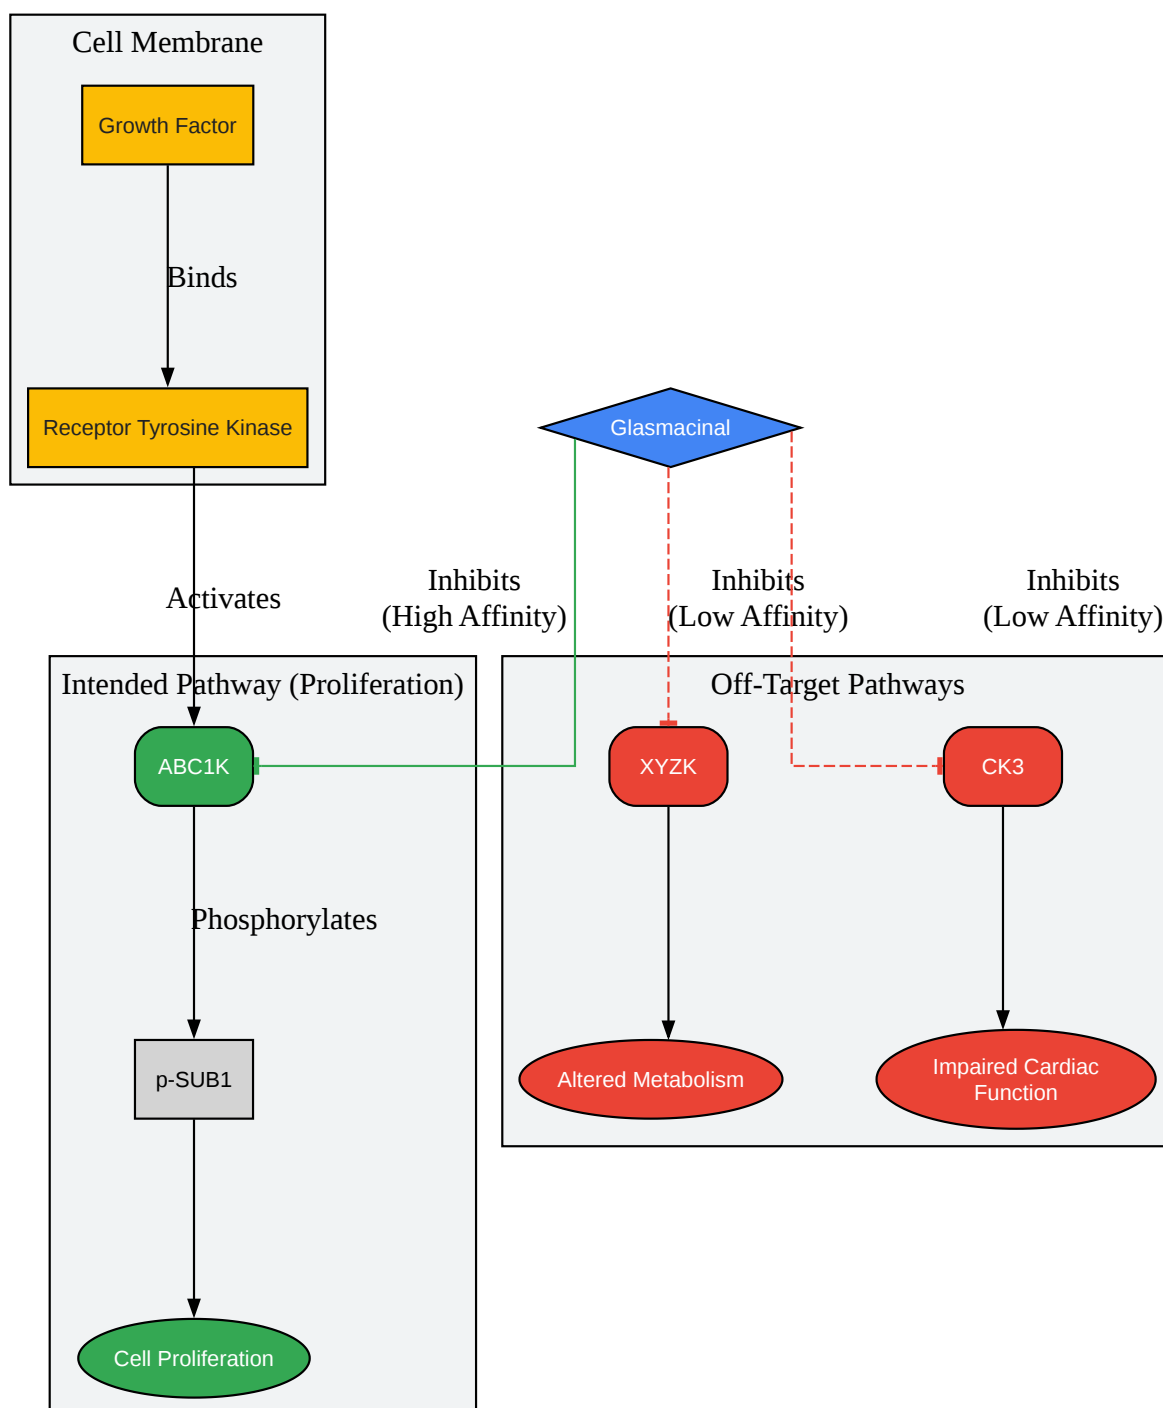 Cell Membrane
Growth Factor
Binds
Receptor Tyrosine Kinase
Glasmacinal
Activates
Inhibits
(High Affinity)
Inhibits
(Low Affinity)
Inhibits
(Low Affinity)
Intended Pathway (Proliferation)
Off-Target Pathways
ABC1K
XYZK
CK3
Phosphorylates
p-SUB1
Altered Metabolism
Impaired Cardiac
Function
Cell Proliferation